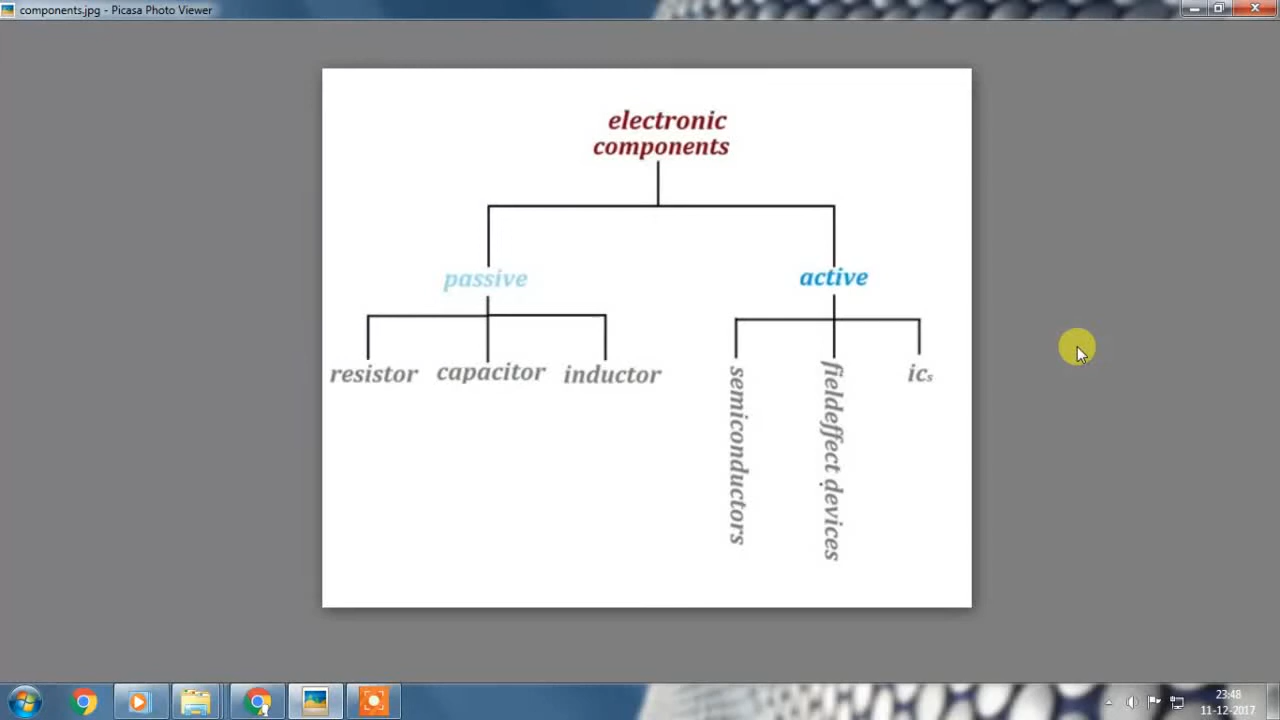 components.jpg - Picasa Photo Viewer
electronic
components
passive
active
resistor
capacitor
inductor
semiconductors
fieldeffect devices
ics
23:48
11-12-2017